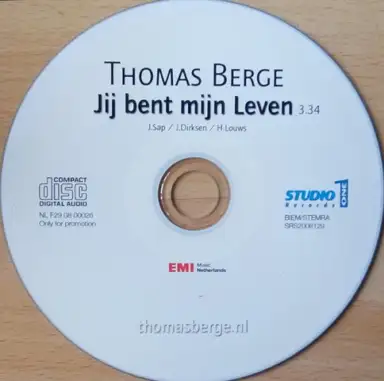 THOMAS BERGE
Jij bent mijn Leven 3.34
J.Sap / J.Dirksen / H.Louws
COMPACT
disc
DIGITAL AUDIO
NL F29 08 00026
Only for promotion
STUDIO
Records
ONE
1
BIEM/STEMRA
EMI Music
Netherlands
thomasberge.nl